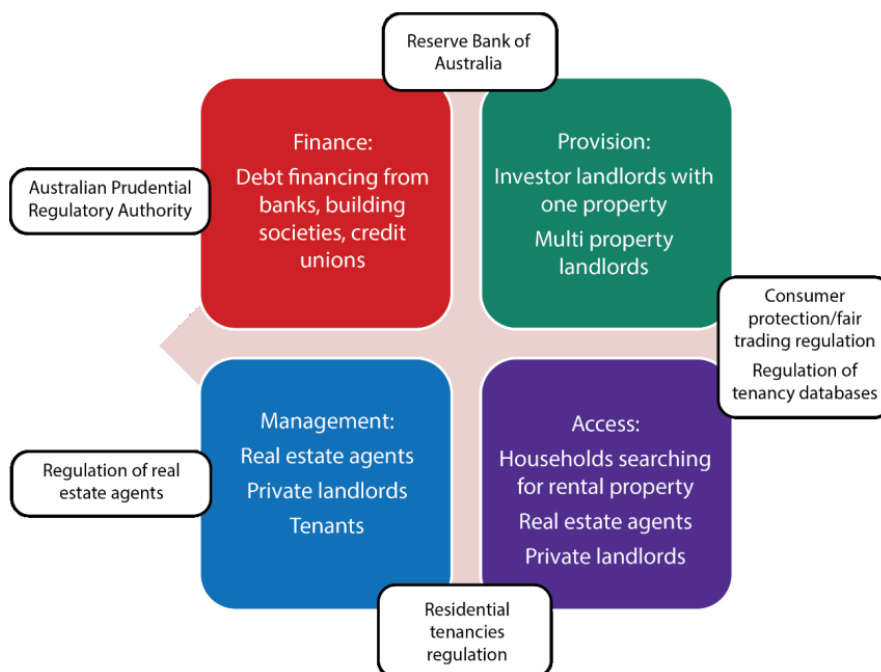 Reserve Bank of
Australia
Finance:
Debt financing from
banks, building
societies, credit
unions
Provision:
Investor landlords with
one property
Multi property
landlords
Australian Prudential
Regulatory Authority
Consumer
protection/fair
trading regulation
Regulation of
tenancy databases
Management:
Real estate agents
Private landlords
Tenants
Access:
Households searching
for rental property
Real estate agents
Private landlords
Regulation of real
estate agents
Residential
tenancies
regulation